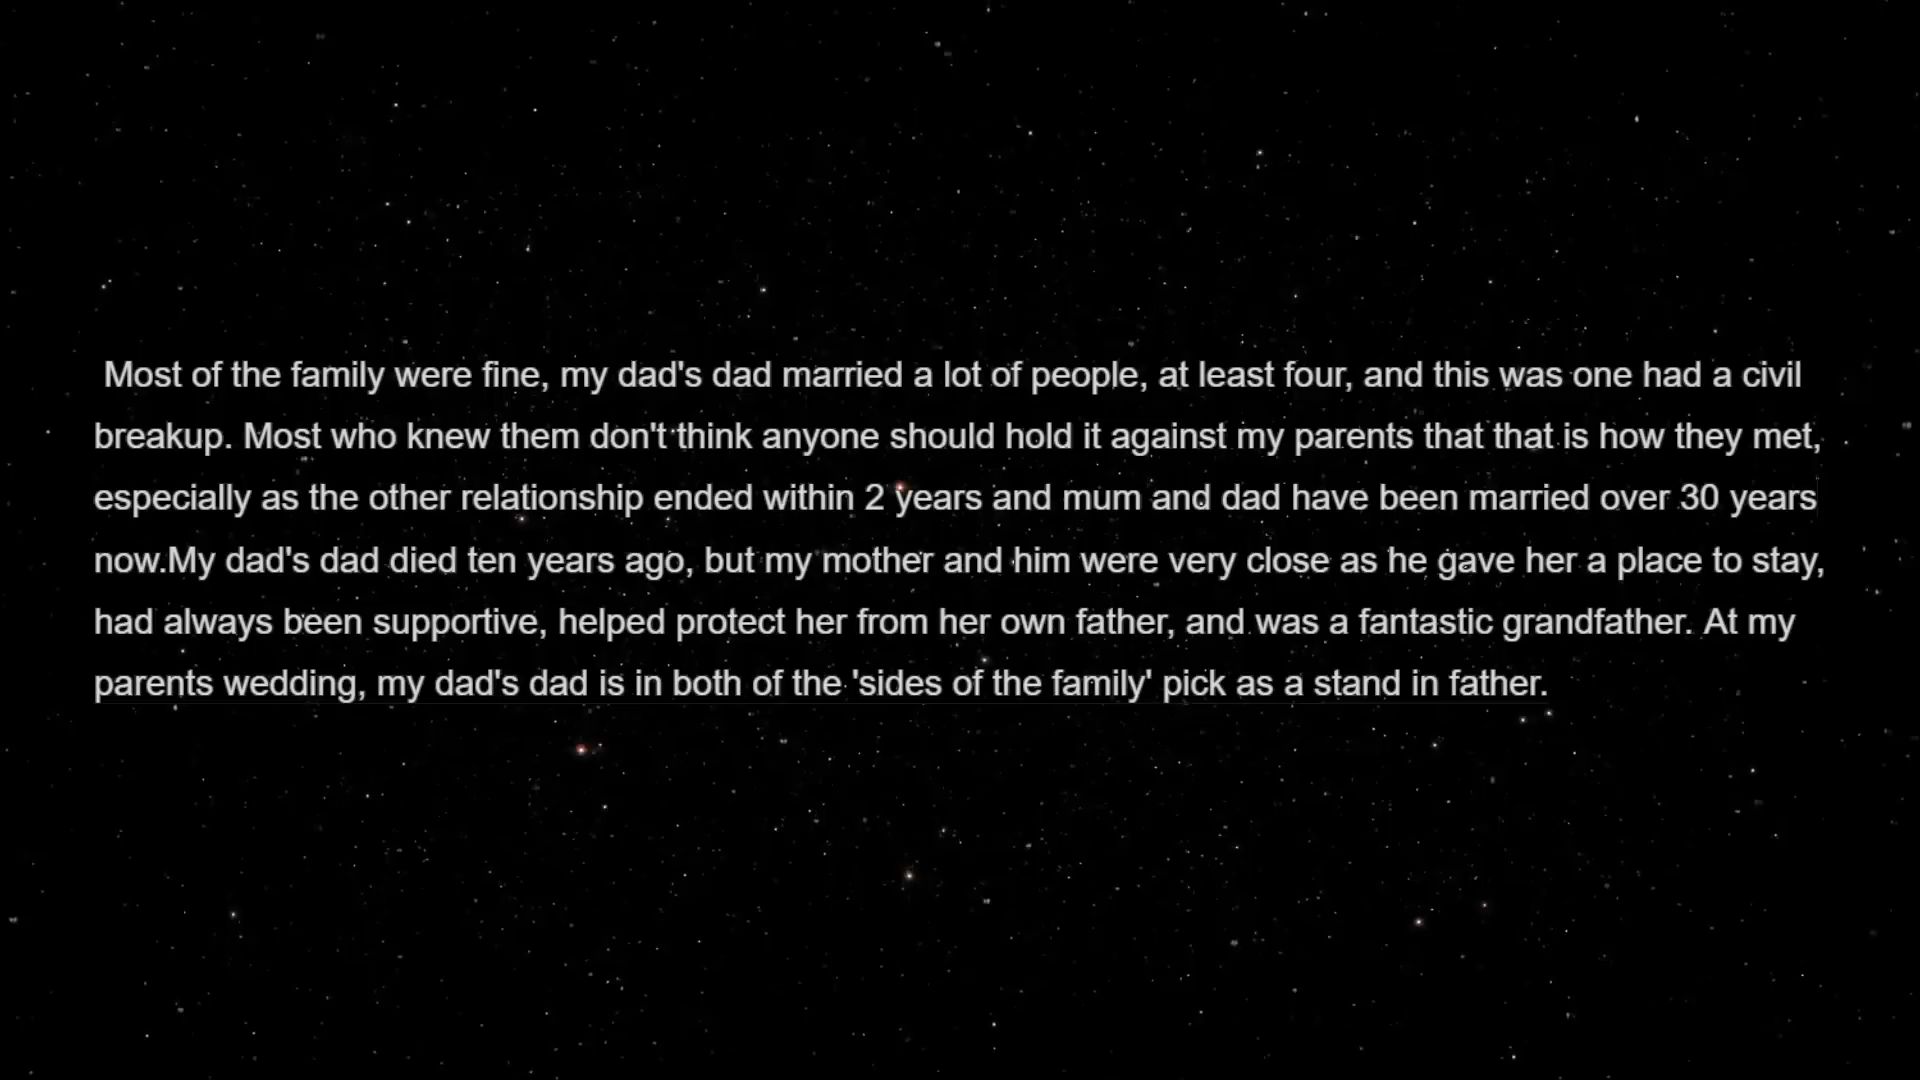 Most of the family were fine, my dad's dad married a lot of people, at least four, and this was one had a civil
breakup. Most who knew them don't think anyone should hold it against my parents that that is how they met,
especially as the other relationship ended within 2 years and mum and dad have been married over 30 years
now.My dad's dad died ten years ago, but my mother and him were very close as he gave her a place to stay,
had always been supportive, helped protect her from her own father, and was a fantastic grandfather. At my
parents wedding, my dad's dad is in both of the 'sides of the family' pick as a stand in father.